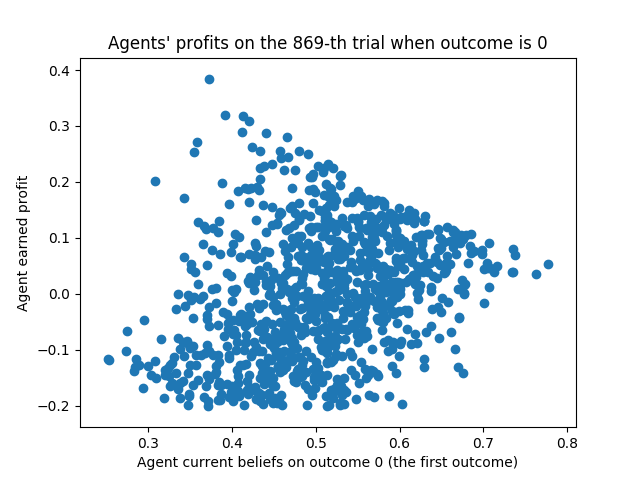 Agents' profits on the 869-th trial when outcome is 0
0.4
0.3
0.2
0.1
0.0
−0.1
−0.2
Agent earned profit
0.3 0.4 0.5 0.6 0.7 0.8
Agent current beliefs on outcome 0 (the first outcome)